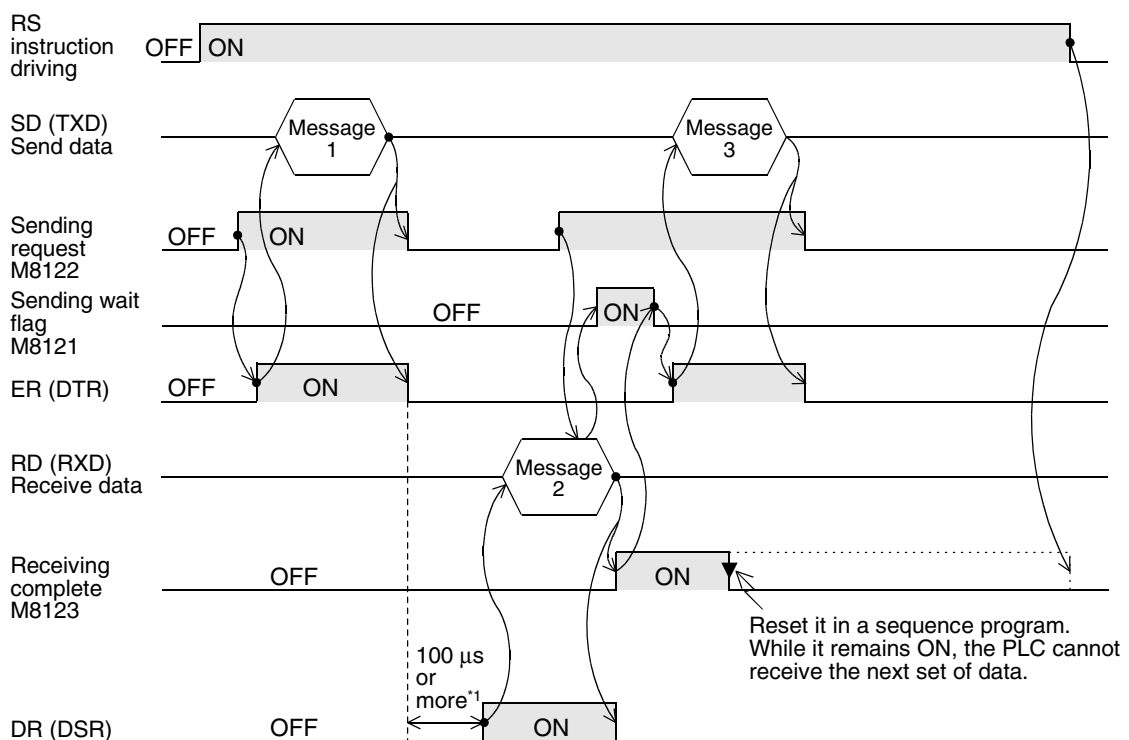 RS
instruction
driving
OFF
ON
SD (TXD)
Send data
Message
1
Message
3
Sending
request
M8122
OFF
ON
Sending wait
flag
M8121
OFF
ON
ER (DTR)
OFF
ON
RD (RXD)
Receive data
Message
2
Receiving
complete
M8123
OFF
ON
Reset it in a sequence program.
While it remains ON, the PLC cannot
receive the next set of data.
100 μs
or
more*1
DR (DSR)
OFF
ON